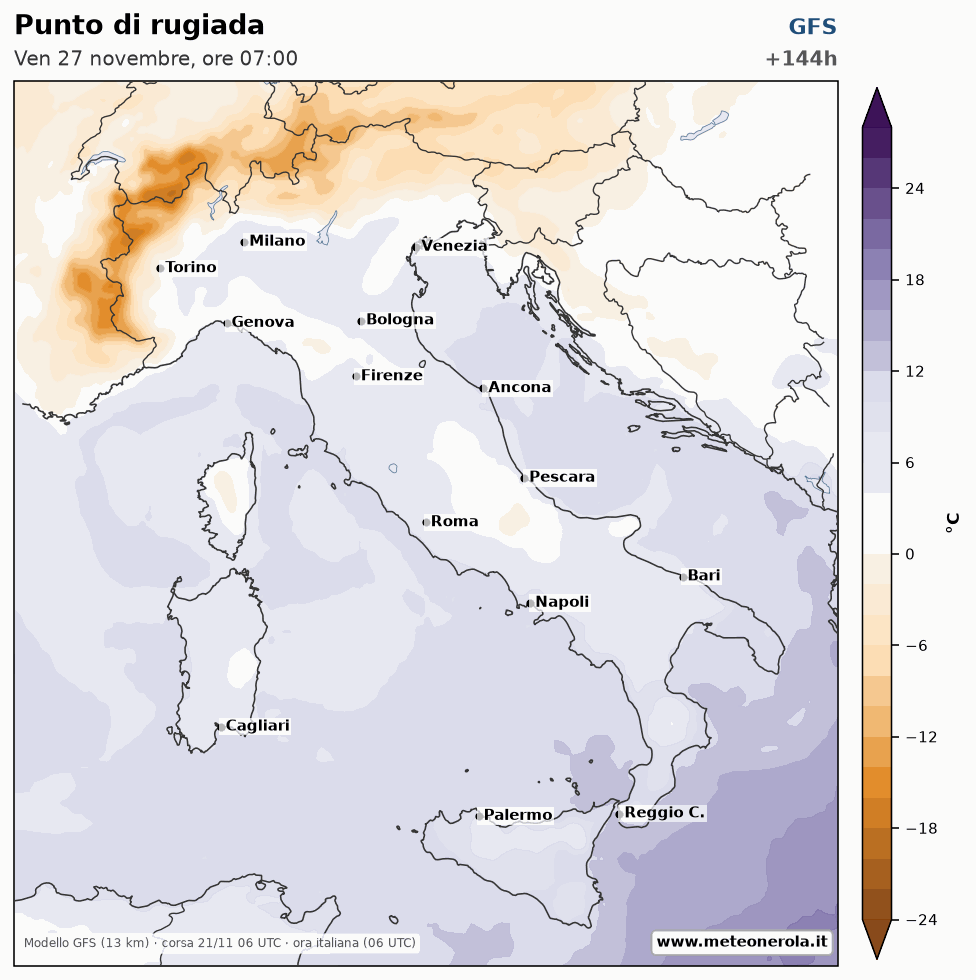 Punto di rugiada
GFS
Ven 27 novembre, ore 07:00
+144h
Milano
Venezia
Torino
Genova
Bologna
Firenze
Ancona
Pescara
Roma
Bari
Napoli
Cagliari
Palermo
Reggio C.
24
18
12
6
0
−6
−12
−18
−24
°C
Modello GFS (13 km) · corsa 21/11 06 UTC · ora italiana (06 UTC)
www.meteonerola.it